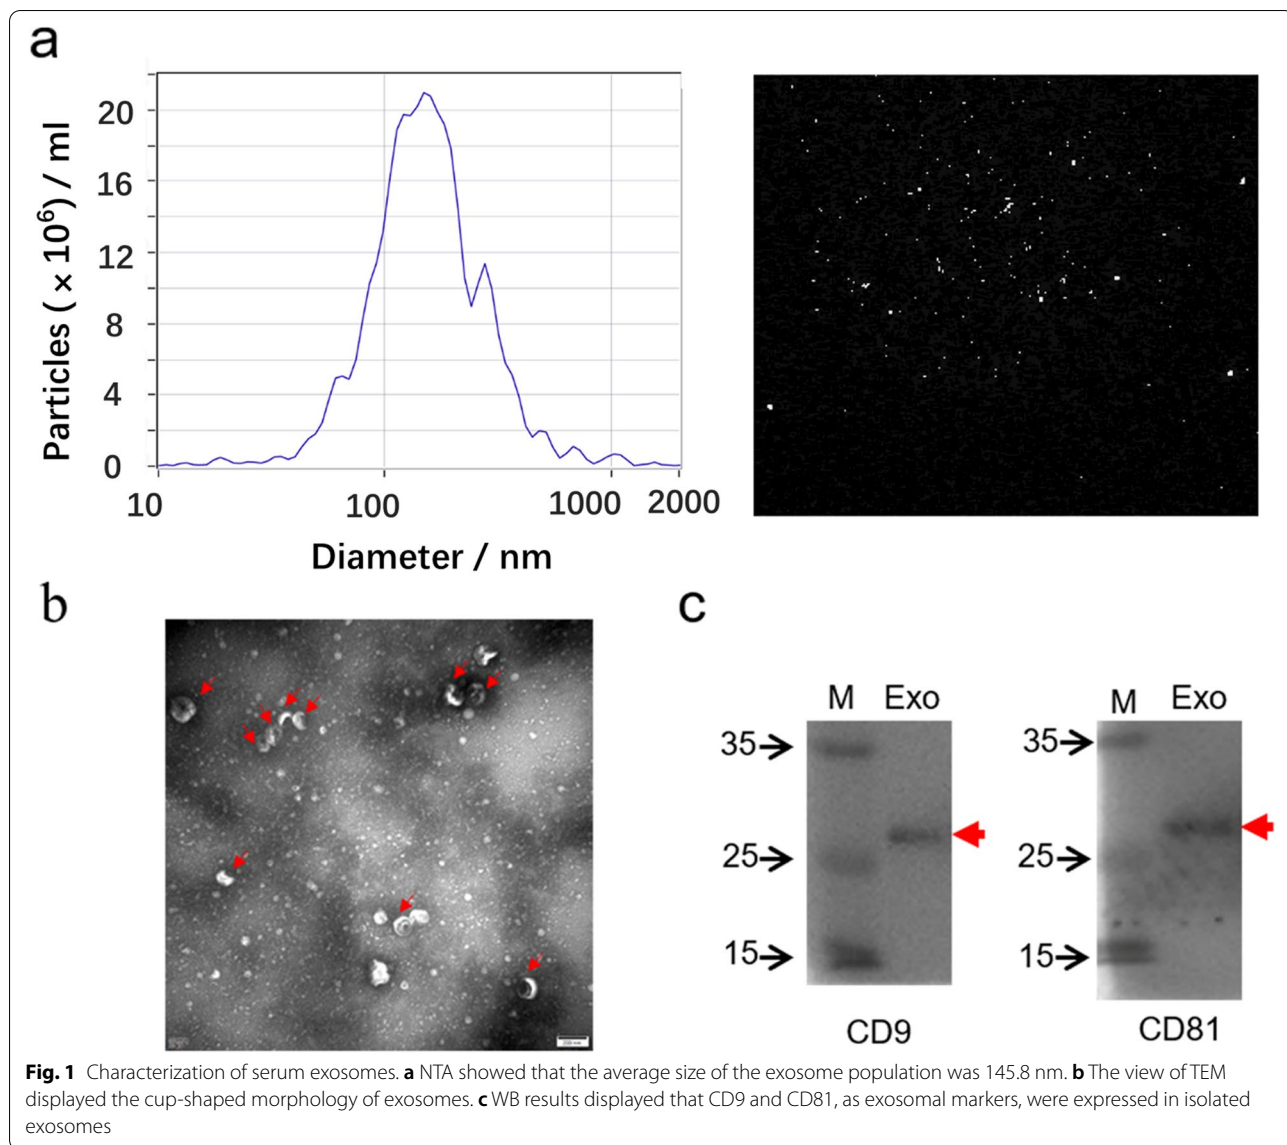 a
Particles ( × 10⁶) / ml
20
16
12
8
4
0
10
100
1000
2000
Diameter / nm
b
c
M Exo
35
25
15
CD9
M Exo
35
25
15
CD81
Fig. 1 Characterization of serum exosomes. a NTA showed that the average size of the exosome population was 145.8 nm. b The view of TEM
displayed the cup-shaped morphology of exosomes. c WB results displayed that CD9 and CD81, as exosomal markers, were expressed in isolated
exosomes